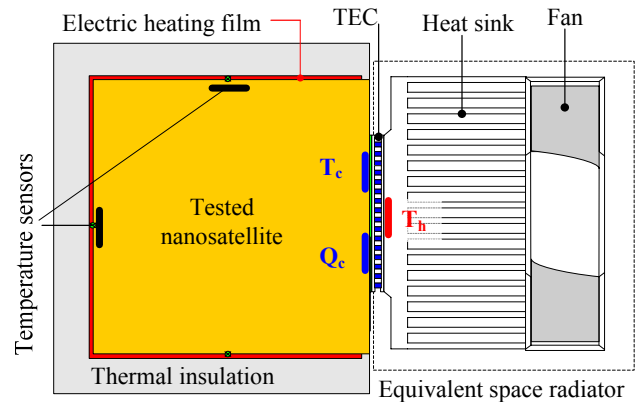 Electric heating film
TEC
Heat sink
Fan
Temperature sensors
Tc
Tested
nanosatellite
Th
Qc
Thermal insulation
Equivalent space radiator